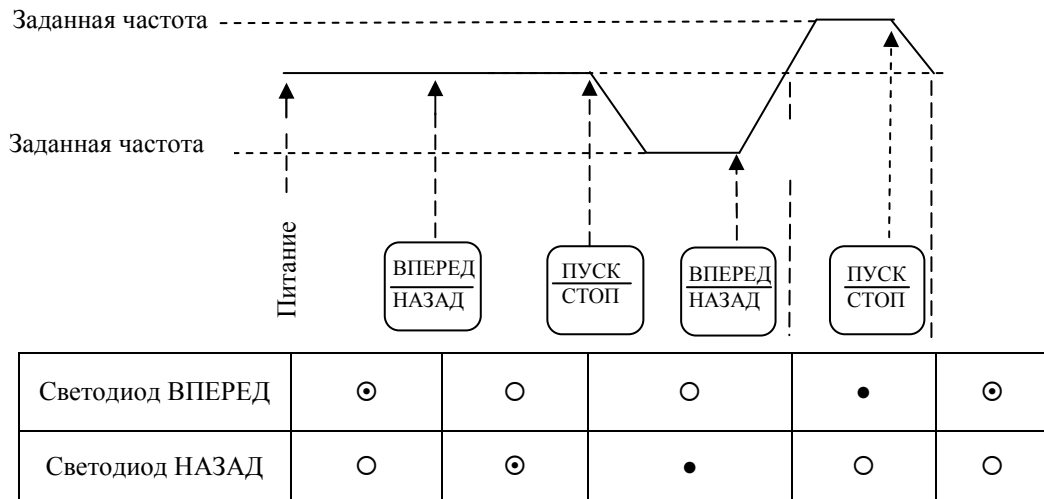 Заданная частота
Заданная частота
Питание
ВПЕРЕД
НАЗАД
ПУСК
СТОП
ВПЕРЕД
НАЗАД
ПУСК
СТОП
Светодиод ВПЕРЕД
Светодиод НАЗАД